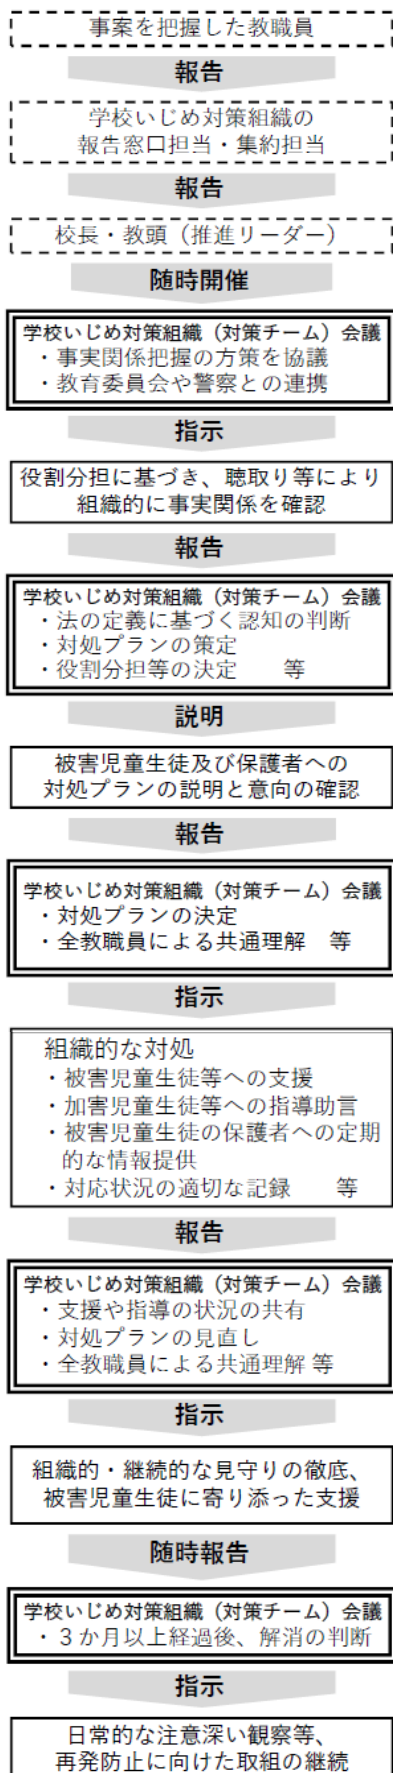 事案を把握した教職員
報告
学校いじめ対策組織の
報告窓口担当・集約担当
報告
校長・教頭（推進リーダー）
随時開催
学校いじめ対策組織（対策チーム）会議
・事実関係把握の方策を協議
・教育委員会や警察との連携
指示
役割分担に基づき、聴取り等により
組織的に事実関係を確認
報告
学校いじめ対策組織（対策チーム）会議
・法の定義に基づく認知の判断
・対処プランの策定
・役割分担等の決定　　等
説明
被害児童生徒及び保護者への
対処プランの説明と意向の確認
報告
学校いじめ対策組織（対策チーム）会議
・対処プランの決定
・全教職員による共通理解　等
指示
組織的な対処
・被害児童生徒等への支援
・加害児童生徒等への指導助言
・被害児童生徒の保護者への定期
的な情報提供
・対応状況の適切な記録　　等
報告
学校いじめ対策組織（対策チーム）会議
・支援や指導の状況の共有
・対処プランの見直し
・全教職員による共通理解 等
指示
組織的・継続的な見守りの徹底、
被害児童生徒に寄り添った支援
随時報告
学校いじめ対策組織（対策チーム）会議
・３か月以上経過後、解消の判断
指示
日常的な注意深い観察等、
再発防止に向けた取組の継続